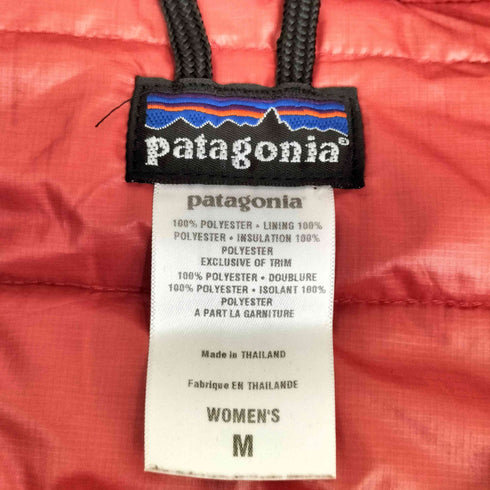 patagonia®
patagonia
100% POLYESTER • LINING 100%
POLYESTER • INSULATION 100%
POLYESTER
EXCLUSIVE OF TRIM
100% POLYESTER • DOUBLURE
100% POLYESTER • ISOLANT 100%
POLYESTER
A PART LA GARNITURE
Made in THAILAND
Fabrique EN THAILANDE
WOMEN'S
M